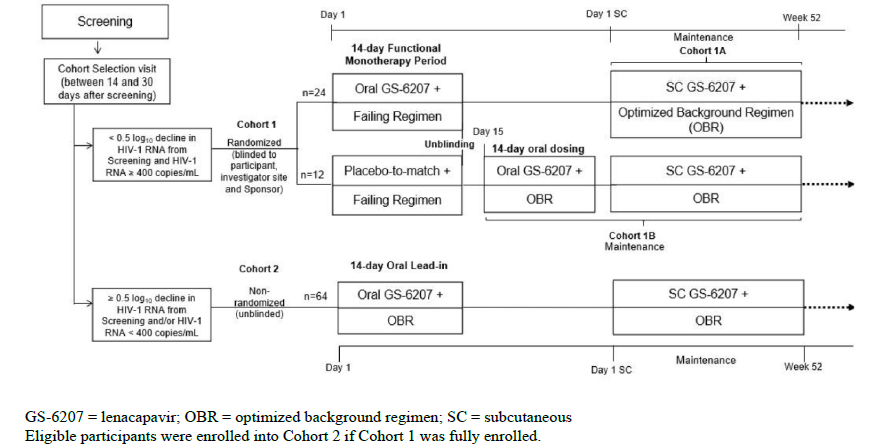 Screening
Cohort Selection visit
(between 14 and 30
days after screening)
< 0.5 log10 decline in
HIV-1 RNA from
Screening and HIV-1
RNA ≥ 400 copies/mL
Cohort 1
Randomized
(blinded to
participant,
investigator site
and Sponsor)
n=24
n=12
Day 1
Day 1 SC
Week 52
Maintenance
Cohort 1A
14-day Functional
Monotherapy Period
Oral GS-6207 +
Failing Regimen
SC GS-6207 +
Optimized Background Regimen
(OBR)
Unblinding
Day 15
14-day oral dosing
Placebo-to-match +
Failing Regimen
Oral GS-6207 +
OBR
SC GS-6207 +
OBR
Cohort 1B
Maintenance
≥ 0.5 log10 decline in
HIV-1 RNA from
Screening and/or HIV-1
RNA < 400 copies/mL
Cohort 2
Non-
randomized
(unblinded)
n=64
14-day Oral Lead-in
Oral GS-6207 +
OBR
SC GS-6207 +
OBR
Day 1
Day 1 SC
Maintenance
Week 52
GS-6207 = lenacapavir; OBR = optimized background regimen; SC = subcutaneous
Eligible participants were enrolled into Cohort 2 if Cohort 1 was fully enrolled.